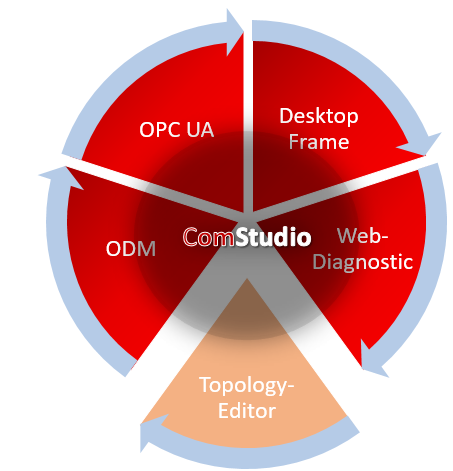 OPC UA
Desktop
Frame
ODM
ComStudio
Web-
Diagnostic
Topology-
Editor